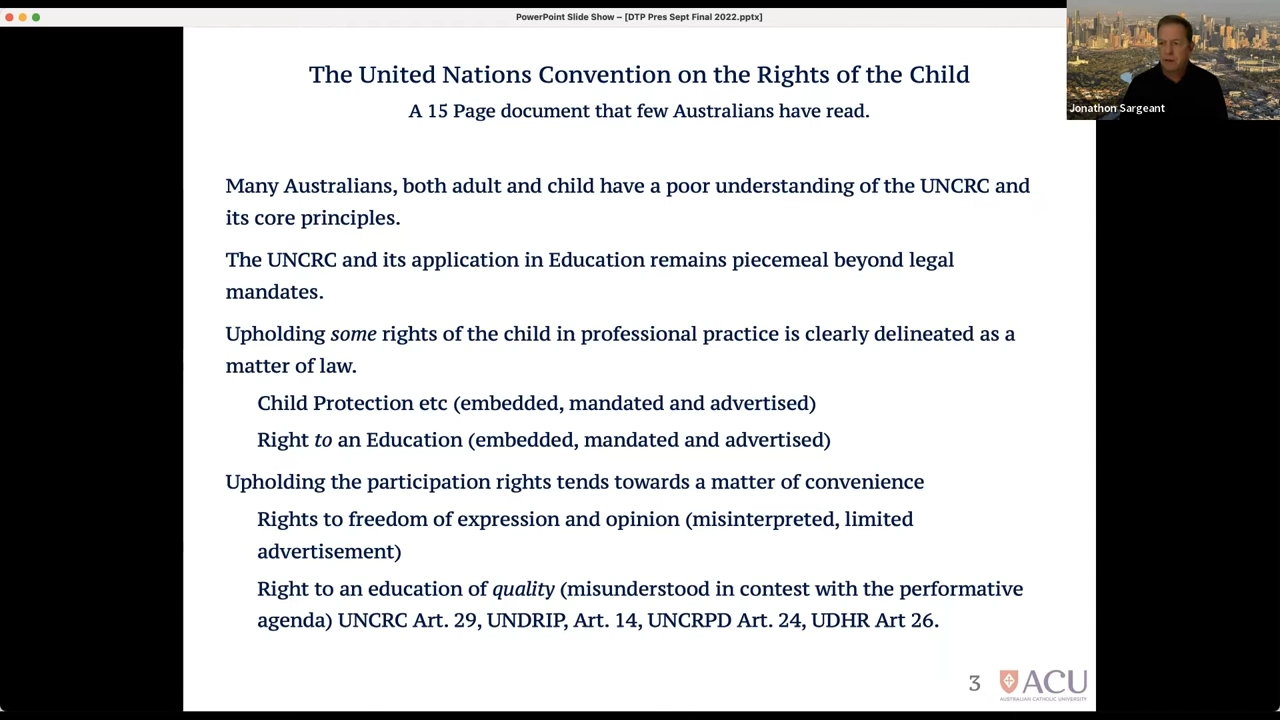 PowerPoint Slide Show – [DTP Pres Sept Final 2022.pptx]
Jonathon Sargeant
The United Nations Convention on the Rights of the Child
A 15 Page document that few Australians have read.
Many Australians, both adult and child have a poor understanding of the UNCRC and
its core principles.
The UNCRC and its application in Education remains piecemeal beyond legal
mandates.
Upholding some rights of the child in professional practice is clearly delineated as a
matter of law.
Child Protection etc (embedded, mandated and advertised)
Right to an Education (embedded, mandated and advertised)
Upholding the participation rights tends towards a matter of convenience
Rights to freedom of expression and opinion (misinterpreted, limited
advertisement)
Right to an education of quality (misunderstood in contest with the performative
agenda) UNCRC Art. 29, UNDRIP, Art. 14, UNCRPD Art. 24, UDHR Art 26.
3
ACU
AUSTRALIAN CATHOLIC UNIVERSITY